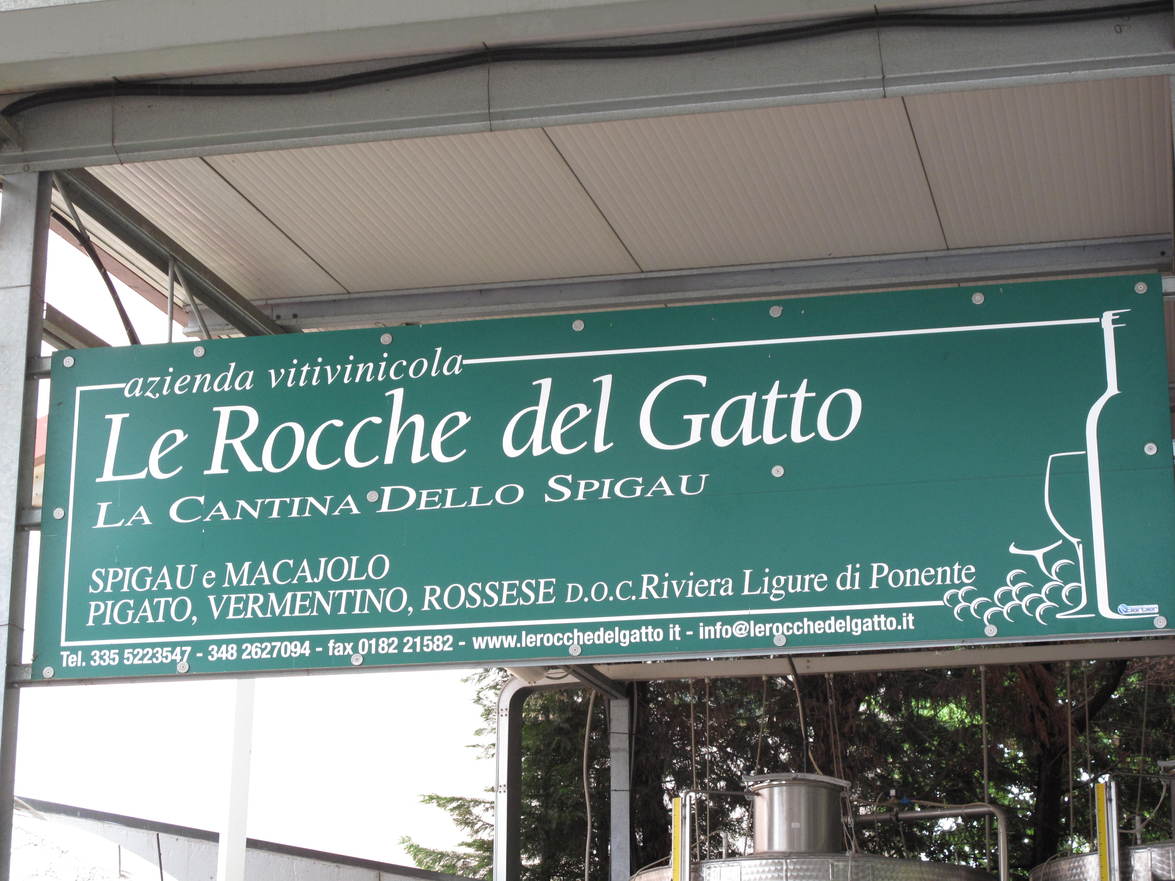 azienda vitivinicola
Le Rocche del Gatto
LA CANTINA DELLO SPIGAU
SPIGAU e MACAJOLO
PIGATO, VERMENTINO, ROSSESE D.O.C.Riviera Ligure di Ponente
Tel. 335 5223547 - 348 2627094 - fax 0182 21582 - www.lerocchedelgatto it - info@lerocchedelgatto.it